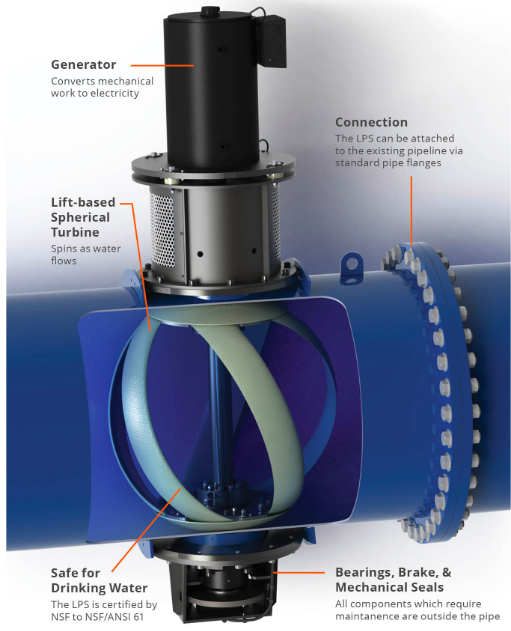 Generator
Converts mechanical
work to electricity
Connection
The LPS can be attached
to the existing pipeline via
standard pipe flanges
Lift-based
Spherical
Turbine
Spins as water
flows
Safe for
Drinking Water
The LPS is certified by
NSF to NSF/ANSI 61
Bearings, Brake, &
Mechanical Seals
All components which require
maintanence are outside the pipe